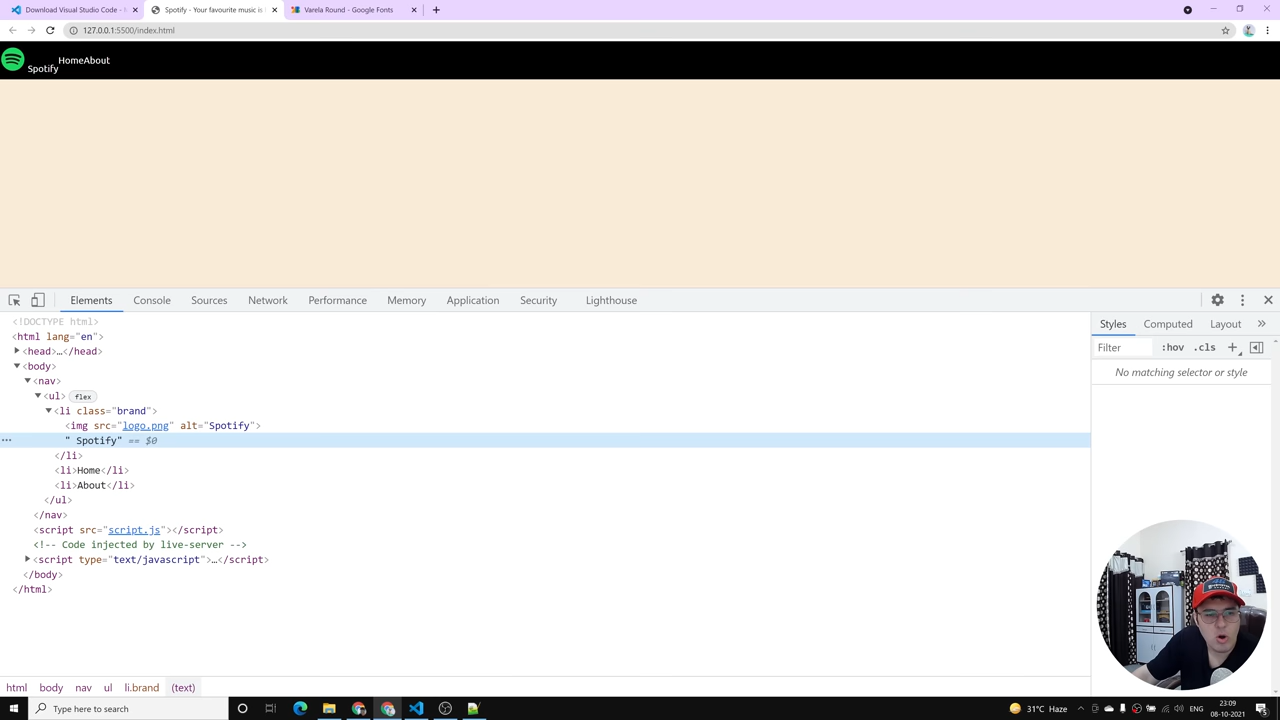 Download Visual Studio Code - M
Spotify - Your favourite music is
Varela Round - Google Fonts
127.0.0.1:5500/index.html
Spotify
HomeAbout
Elements Console Sources Network Performance Memory Application Security Lighthouse
<!DOCTYPE html>
<html lang="en">
<head>…</head>
<body>
<nav>
<ul> flex
<li class="brand">
<img src="logo.png" alt="Spotify">
" Spotify" == $0
</li>
<li>Home</li>
<li>About</li>
</ul>
</nav>
<script src="script.js"></script>
<!-- Code injected by live-server -->
<script type="text/javascript">…</script>
</body>
</html>
Styles Computed Layout
Filter :hov .cls
No matching selector or style
html body nav ul li.brand (text)
Type here to search
31°C Haze
ENG
23:09
08-10-2021